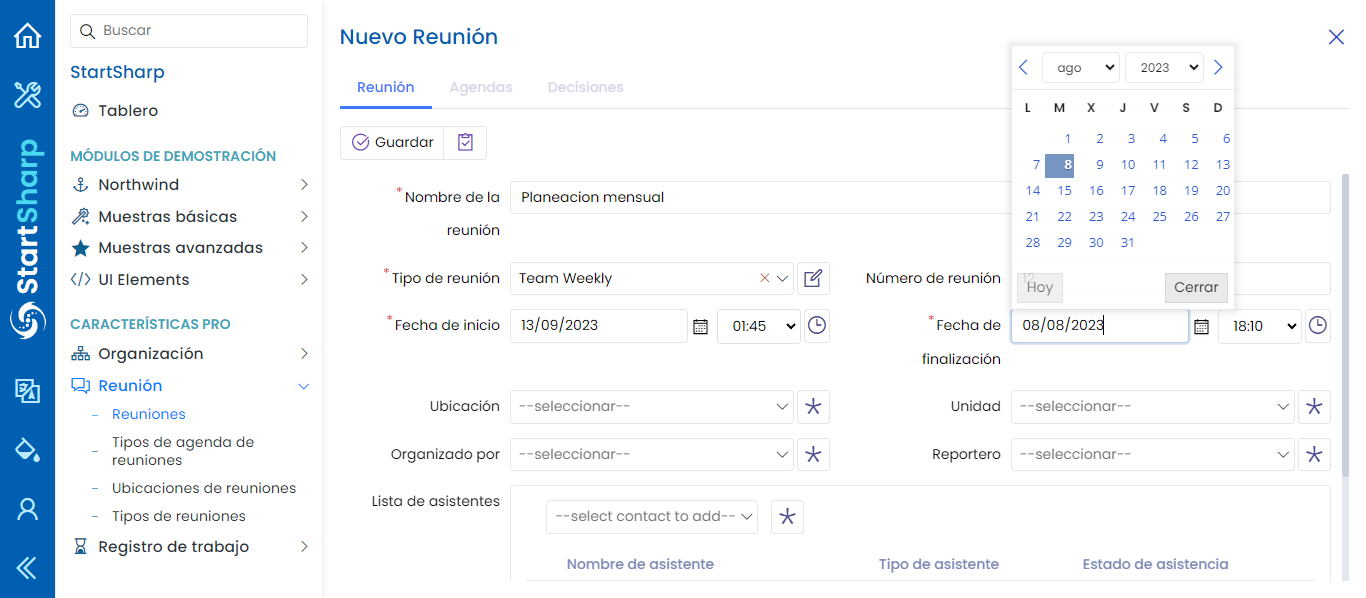 Buscar
StartSharp
Tablero
MÓDULOS DE DEMOSTRACIÓN
Northwind
Muestras básicas
Muestras avanzadas
UI Elements
CARACTERÍSTICAS PRO
Organización
Reunión
Reuniones
Tipos de agenda de
reuniones
Ubicaciones de reuniones
Tipos de reuniones
Registro de trabajo
StartSharp
Nuevo Reunión
Reunión Agendas Decisiones
Guardar
*Nombre de la
reunión
Planeacion mensual
*Tipo de reunión Team Weekly
Número de reunión
12
*Fecha de inicio 13/09/2023 01:45
*Fecha de
finalización
08/08/2023 18:10
Ubicación --seleccionar--
Unidad --seleccionar--
Organizado por --seleccionar--
Reportero --seleccionar--
Lista de asistentes
--select contact to add--
Nombre de asistente Tipo de asistente Estado de asistencia
ago 2023
L M X J V S D
1 2 3 4 5 6
7 8 9 10 11 12 13
14 15 16 17 18 19 20
21 22 23 24 25 26 27
28 29 30 31
Hoy Cerrar